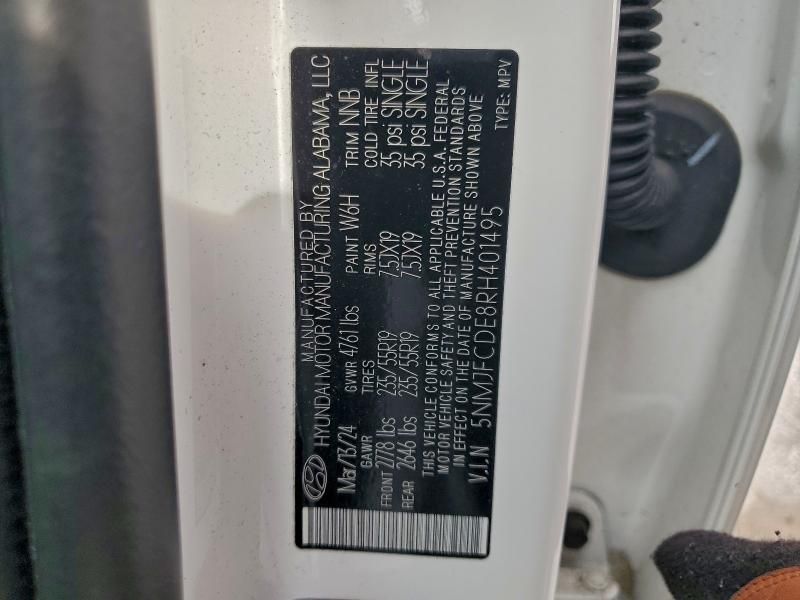 MANUFACTURED BY
HYUNDAI MOTOR MANUFACTURING ALABAMA, LLC
Mar/13/24 GVWR 4761 lbs PAINT W6H TRIM NNB
GAWR TIRES RIMS COLD TIRE INFL
FRONT 2778 lbs 235/55R19 7.5JX19 35 psi SINGLE
REAR 2646 lbs 235/55R19 7.5JX19 35 psi SINGLE
THIS VEHICLE CONFORMS TO ALL APPLICABLE U.S.A. FEDERAL
MOTOR VEHICLE SAFETY AND THEFT PREVENTION STANDARDS
IN EFFECT ON THE DATE OF MANUFACTURE SHOWN ABOVE
V.I.N 5NMJFCDE8RH401495 TYPE: MPV